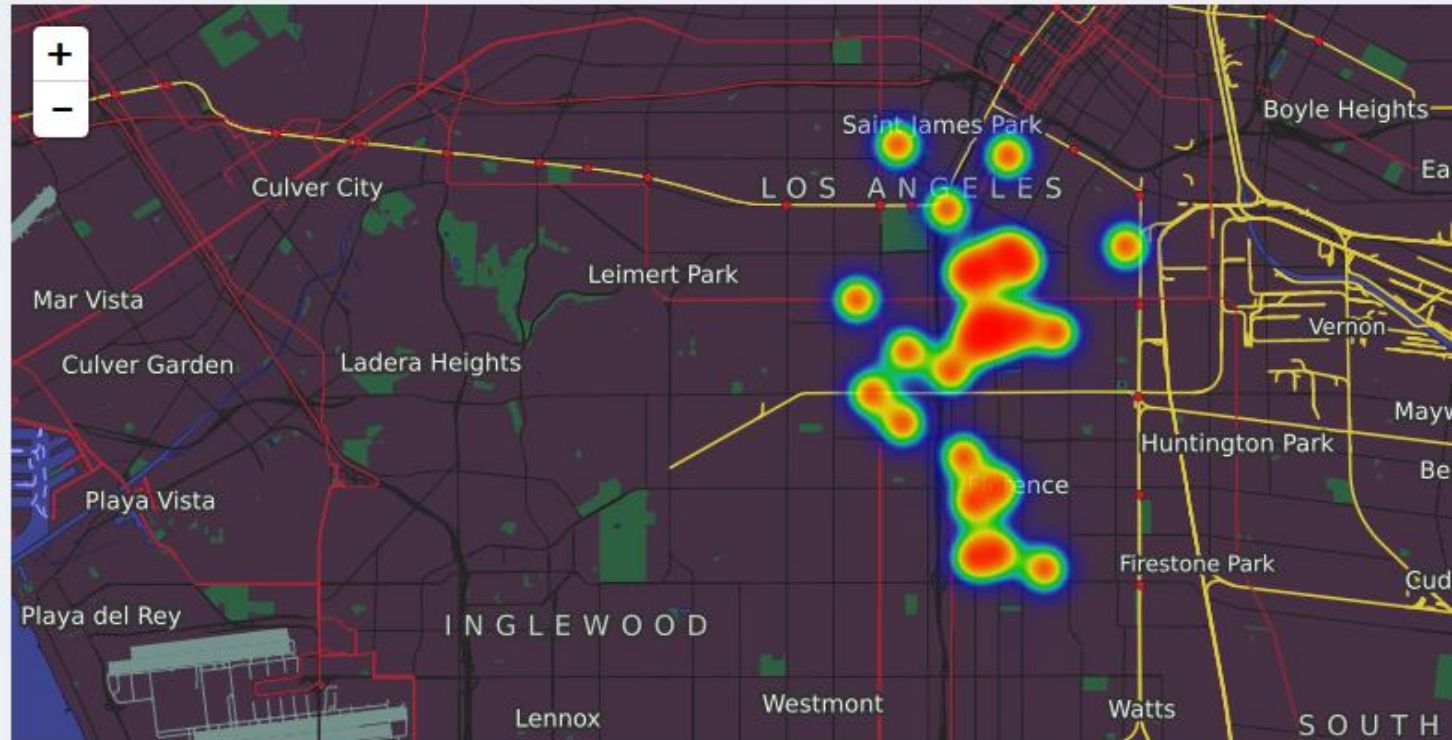 +
−
Boyle Heights
Saint James Park
Ea
Culver City
LOS ANGELES
Leimert Park
Mar Vista
Vernon
Culver Garden
Ladera Heights
Mayw
Huntington Park
Be
Florence
Playa Vista
Firestone Park
Cud
Playa del Rey
INGLEWOOD
Westmont
Watts
Lennox
SOUTH